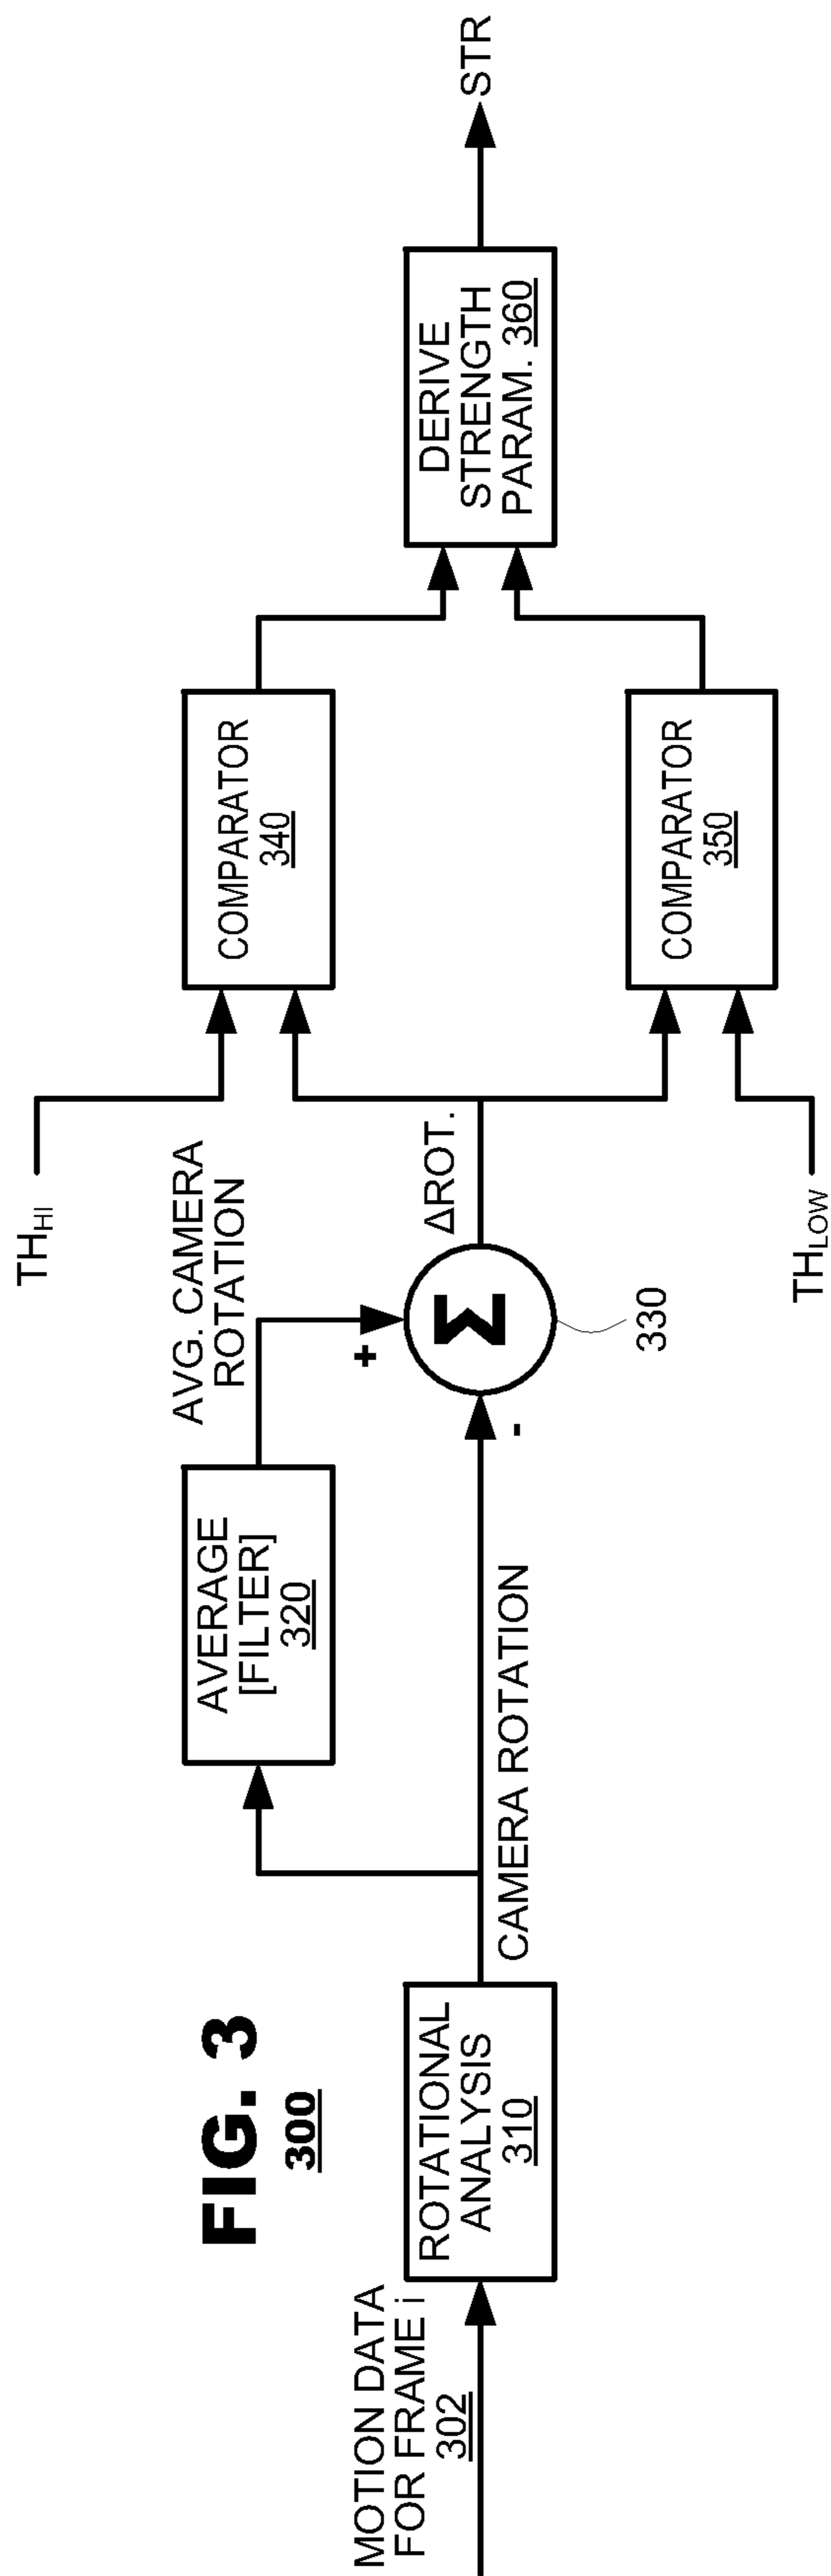 FIG. 3
300
MOTION DATA
FOR FRAME i
302
ROTATIONAL
ANALYSIS
310
CAMERA ROTATION
AVERAGE
[FILTER]
320
AVG. CAMERA
ROTATION
+
-
Σ
330
ΔROT.
TH_HI
TH_LOW
COMPARATOR
340
COMPARATOR
350
DERIVE
STRENGTH
PARAM. 360
STR